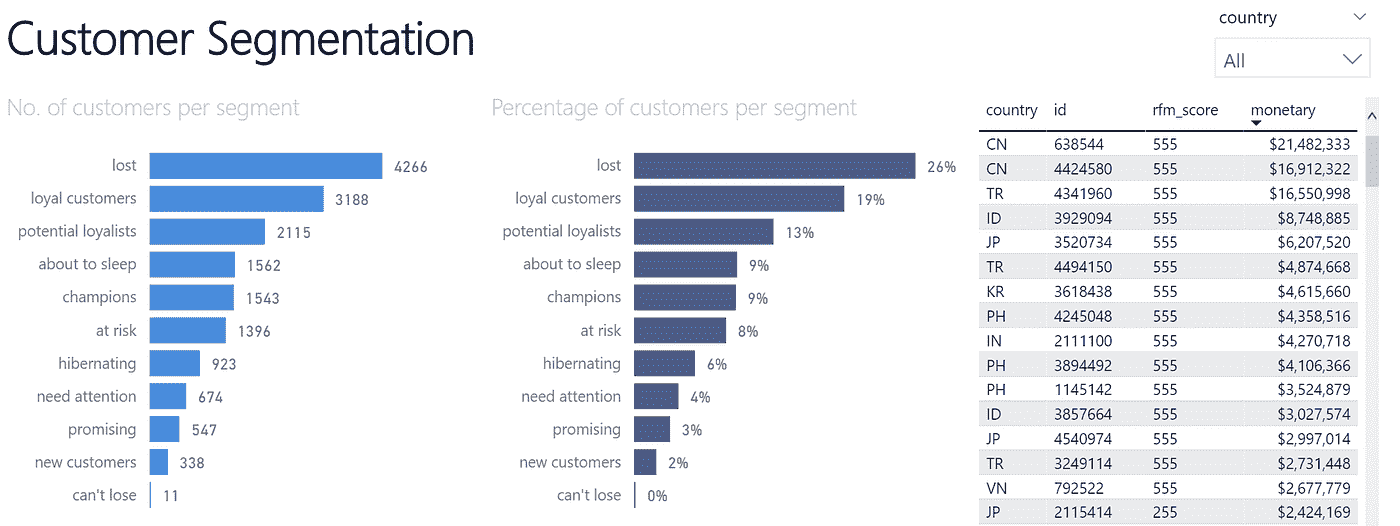 Customer Segmentation
country
All
No. of customers per segment
lost 4266
loyal customers 3188
potential loyalists 2115
about to sleep 1562
champions 1543
at risk 1396
hibernating 923
need attention 674
promising 547
new customers 338
can't lose 11
Percentage of customers per segment
lost 26%
loyal customers 19%
potential loyalists 13%
about to sleep 9%
champions 9%
at risk 8%
hibernating 6%
need attention 4%
promising 3%
new customers 2%
can't lose 0%
country id rfm_score monetary
CN 638544 555 $21,482,333
CN 4424580 555 $16,912,322
TR 4341960 555 $16,550,998
ID 3929094 555 $8,748,885
JP 3520734 555 $6,207,520
TR 4494150 555 $4,874,668
KR 3618438 555 $4,615,660
PH 4245048 555 $4,358,516
IN 2111100 555 $4,270,718
PH 3894492 555 $4,106,366
PH 1145142 555 $3,524,879
ID 3857664 555 $3,027,574
JP 4540974 555 $2,997,014
TR 3249114 555 $2,731,448
VN 792522 555 $2,677,779
JP 2115414 255 $2,424,169